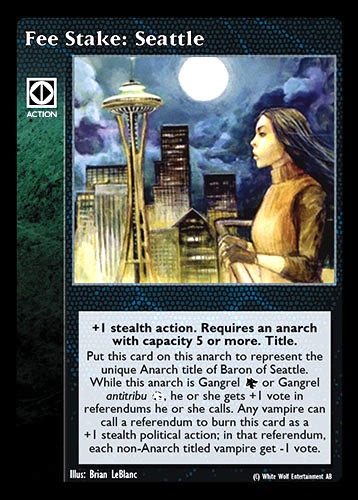 Fee Stake: Seattle
ACTION
+1 stealth action. Requires an anarch
with capacity 5 or more. Title.
Put this card on this anarch to represent the
unique Anarch title of Baron of Seattle.
While this anarch is Gangrel or Gangrel
antitribu , he or she gets +1 vote in
referendums he or she calls. Any vampire can
call a referendum to burn this card as a
+1 stealth political action; in that referendum,
each non-Anarch titled vampire get -1 vote.
Illus: Brian LeBlanc
(C) White Wolf Entertainment AB